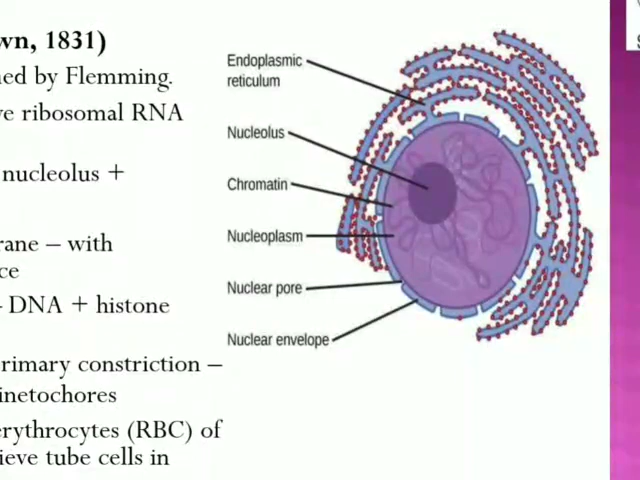 wn, 1831)
ned by Flemming.
ve ribosomal RNA
nucleolus +
rane – with
ce
- DNA + histone
rimary constriction –
inetochores
erythrocytes (RBC) of
ieve tube cells in
Endoplasmic
reticulum
Nucleolus
Chromatin
Nucleoplasm
Nuclear pore
Nuclear envelope